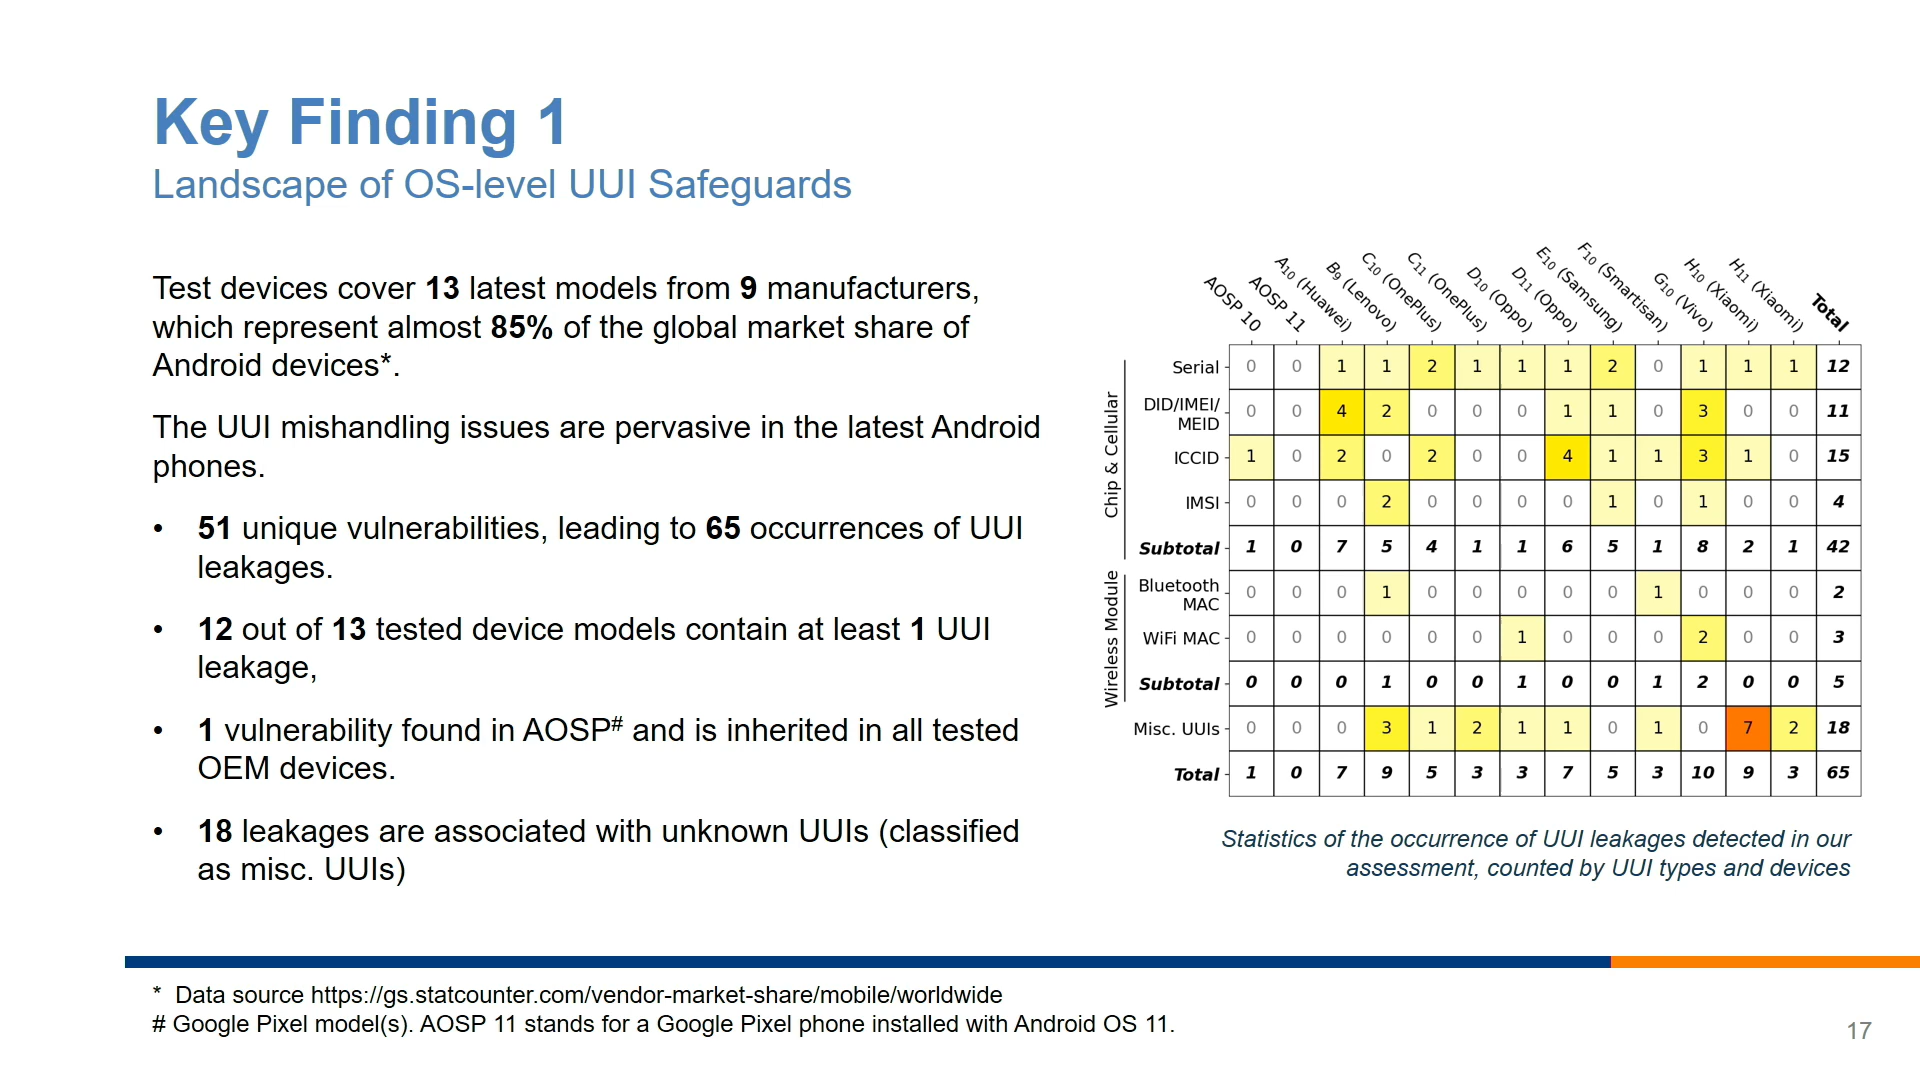 Key Finding 1
Landscape of OS-level UUI Safeguards
Test devices cover 13 latest models from 9 manufacturers,
which represent almost 85% of the global market share of
Android devices*.
The UUI mishandling issues are pervasive in the latest Android
phones.
• 51 unique vulnerabilities, leading to 65 occurrences of UUI
leakages.
• 12 out of 13 tested device models contain at least 1 UUI
leakage,
• 1 vulnerability found in AOSP# and is inherited in all tested
OEM devices.
• 18 leakages are associated with unknown UUIs (classified
as misc. UUIs)
AOSP 10
AOSP 11
A10 (Huawei)
B9 (Lenovo)
C10 (OnePlus)
C11 (OnePlus)
D10 (Oppo)
D11 (Oppo)
E10 (Samsung)
F10 (Smartisan)
G10 (Vivo)
H10 (Xiaomi)
H11 (Xiaomi)
Total
Chip & Cellular
Serial 0 0 1 1 2 1 1 1 2 0 1 1 1 12
DID/IMEI/
MEID 0 0 4 2 0 0 0 1 1 0 3 0 0 11
ICCID 1 0 2 0 2 0 0 4 1 1 3 1 0 15
IMSI 0 0 0 2 0 0 0 0 1 0 1 0 0 4
Subtotal 1 0 7 5 4 1 1 6 5 1 8 2 1 42
Wireless Module
Bluetooth
MAC 0 0 0 1 0 0 0 0 0 1 0 0 0 2
WiFi MAC 0 0 0 0 0 0 1 0 0 0 2 0 0 3
Subtotal 0 0 0 1 0 0 1 0 0 1 2 0 0 5
Misc. UUIs 0 0 0 3 1 2 1 1 0 1 0 7 2 18
Total 1 0 7 9 5 3 3 7 5 3 10 9 3 65
Statistics of the occurrence of UUI leakages detected in our
assessment, counted by UUI types and devices
* Data source https://gs.statcounter.com/vendor-market-share/mobile/worldwide
# Google Pixel model(s). AOSP 11 stands for a Google Pixel phone installed with Android OS 11.
17